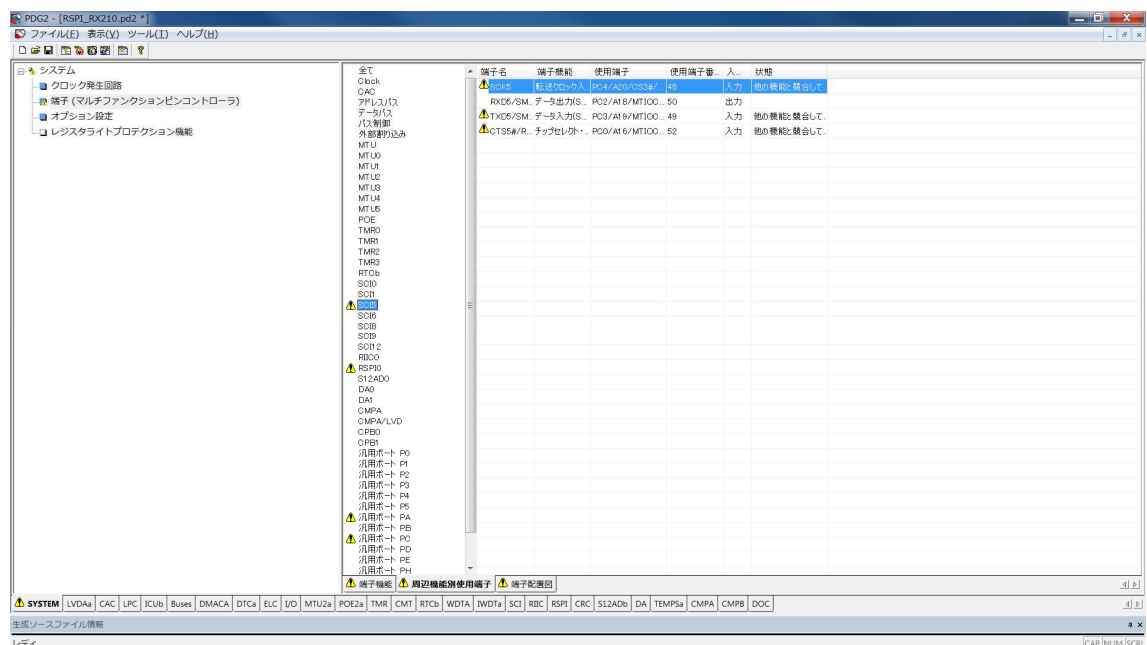 PDG2 - [RSPI_RX210.pd2 *]
ファイル(F) 表示(V) ツール(T) ヘルプ(H)
システム
クロック発生回路
端子 (マルチファンクションピンコントローラ)
オプション設定
レジスタライトプロテクション機能
全て
Clock
CAC
アドレスバス
データバス
バス制御
外部割り込み
MTU
MTU0
MTU1
MTU2
MTU3
MTU4
MTU5
POE
TMR0
TMR1
TMR2
TMR3
RTCb
SCI0
SCI1
SCI5
SCI6
SCI8
SCI9
SCI12
RIIC0
RSPI0
S12AD0
DA0
DA1
CMPA
CMPA/LVD
CPB0
CPB1
汎用ポート P0
汎用ポート P1
汎用ポート P2
汎用ポート P3
汎用ポート P4
汎用ポート P5
汎用ポート PA
汎用ポート PB
汎用ポート PC
汎用ポート PD
汎用ポート PE
汎用ポート PH
端子名 端子機能 使用端子 使用端子番... 入... 状態
SCK5 転送クロック入... PC4/A20/CS3#/... 48 入力 他の機能と競合して...
RXD5/SM... データ出力(S... PC2/A18/MTIOC... 50 出力
TXD5/SM... データ入力(S... PC3/A19/MTIOC... 49 入力 他の機能と競合して...
CTS5#/R... チップセレクト・... PC0/A16/MTIOC... 52 入力 他の機能と競合して...
端子機能 周辺機能別使用端子 端子配置図
SYSTEM LVDAa CAC LPC ICUb Buses DMACA DTCa ELC I/O MTU2a POE2a TMR CMT RTCb WDTA IWDTa SCI RIIC RSPI CRC S12ADb DA TEMPSa CMPA CMPB DOC
生成ソースファイル情報
レディ CAP NUM SCRL